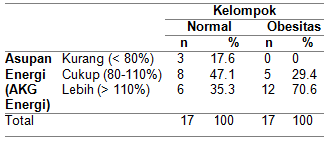 Kelompok
Normal Obesitas
n % n %
Asupan Kurang (< 80%) 3 17.6 0 0
Energi Cukup (80-110%) 8 47.1 5 29.4
(AKG Lebih (> 110%) 6 35.3 12 70.6
Energi)
Total 17 100 17 100